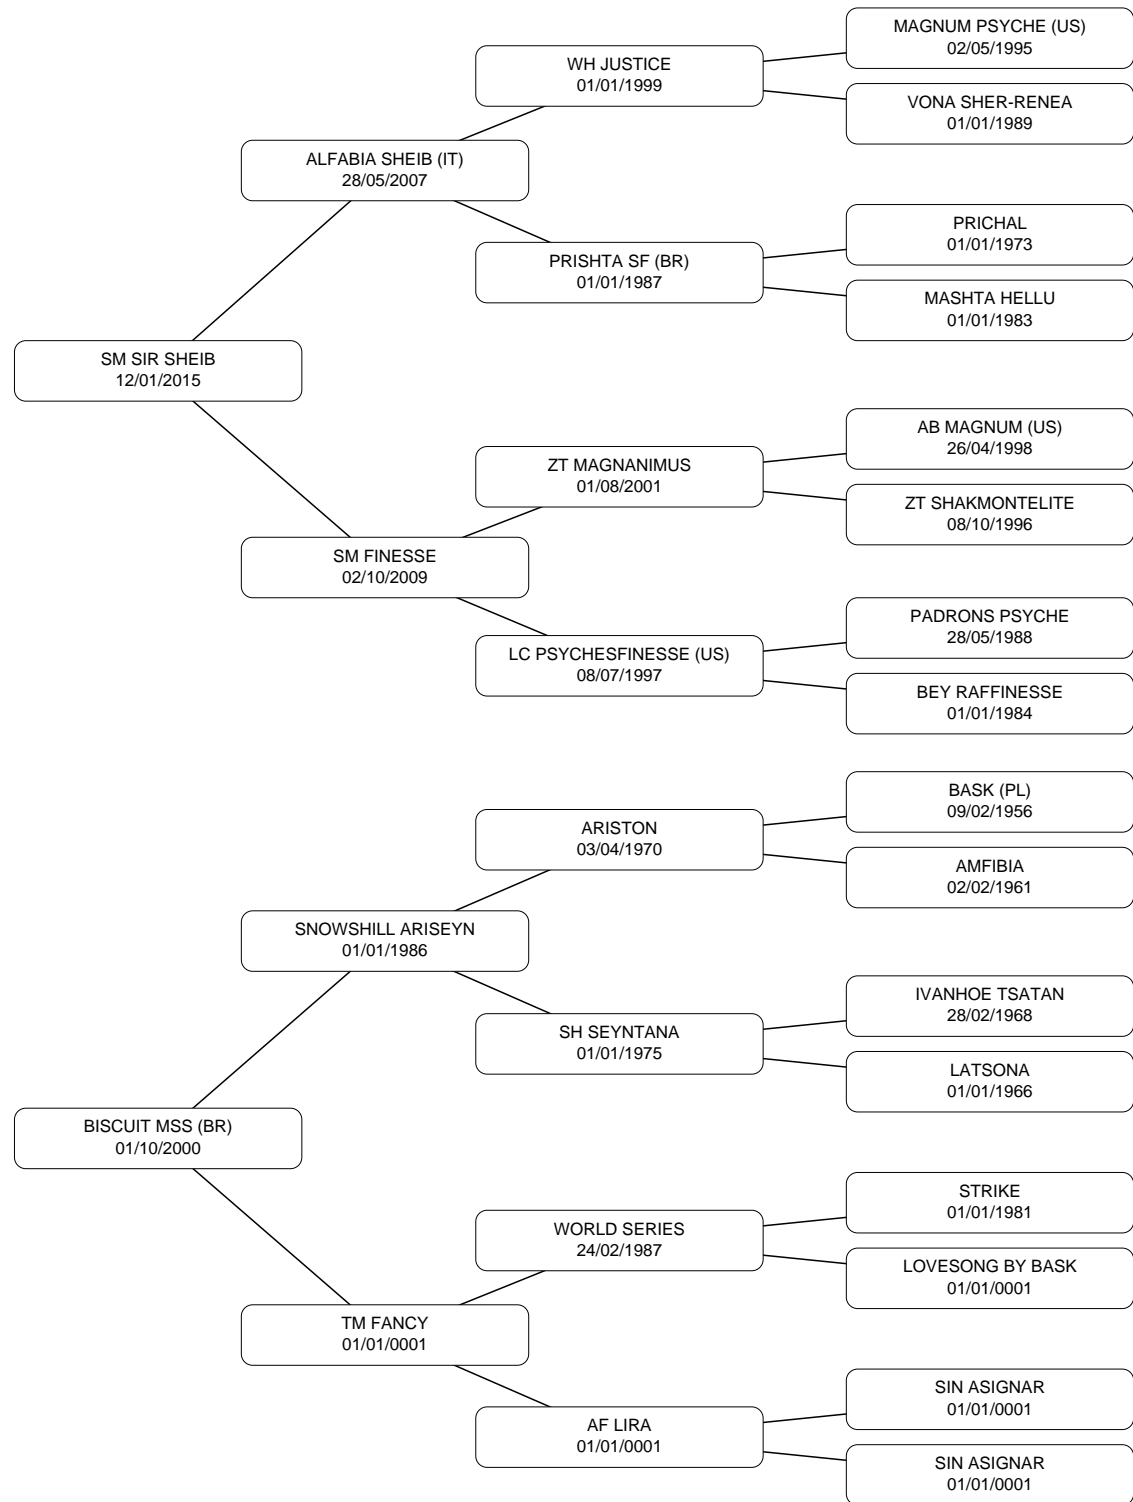 MAGNUM PSYCHE (US)
02/05/1995
WH JUSTICE
01/01/1999
VONA SHER-RENEA
01/01/1989
ALFABIA SHEIB (IT)
28/05/2007
PRICHAL
01/01/1973
PRISHTA SF (BR)
01/01/1987
MASHTA HELLU
01/01/1983
SM SIR SHEIB
12/01/2015
AB MAGNUM (US)
26/04/1998
ZT MAGNANIMUS
01/08/2001
ZT SHAKMONTELITE
08/10/1996
SM FINESSE
02/10/2009
PADRONS PSYCHE
28/05/1988
LC PSYCHESFINESSE (US)
08/07/1997
BEY RAFFINESSE
01/01/1984
BASK (PL)
09/02/1956
ARISTON
03/04/1970
AMFIBIA
02/02/1961
SNOWSHILL ARISEYN
01/01/1986
IVANHOE TSATAN
28/02/1968
SH SEYNTANA
01/01/1975
LATSONA
01/01/1966
BISCUIT MSS (BR)
01/10/2000
STRIKE
01/01/1981
WORLD SERIES
24/02/1987
LOVESONG BY BASK
01/01/0001
TM FANCY
01/01/0001
SIN ASIGNAR
01/01/0001
AF LIRA
01/01/0001
SIN ASIGNAR
01/01/0001